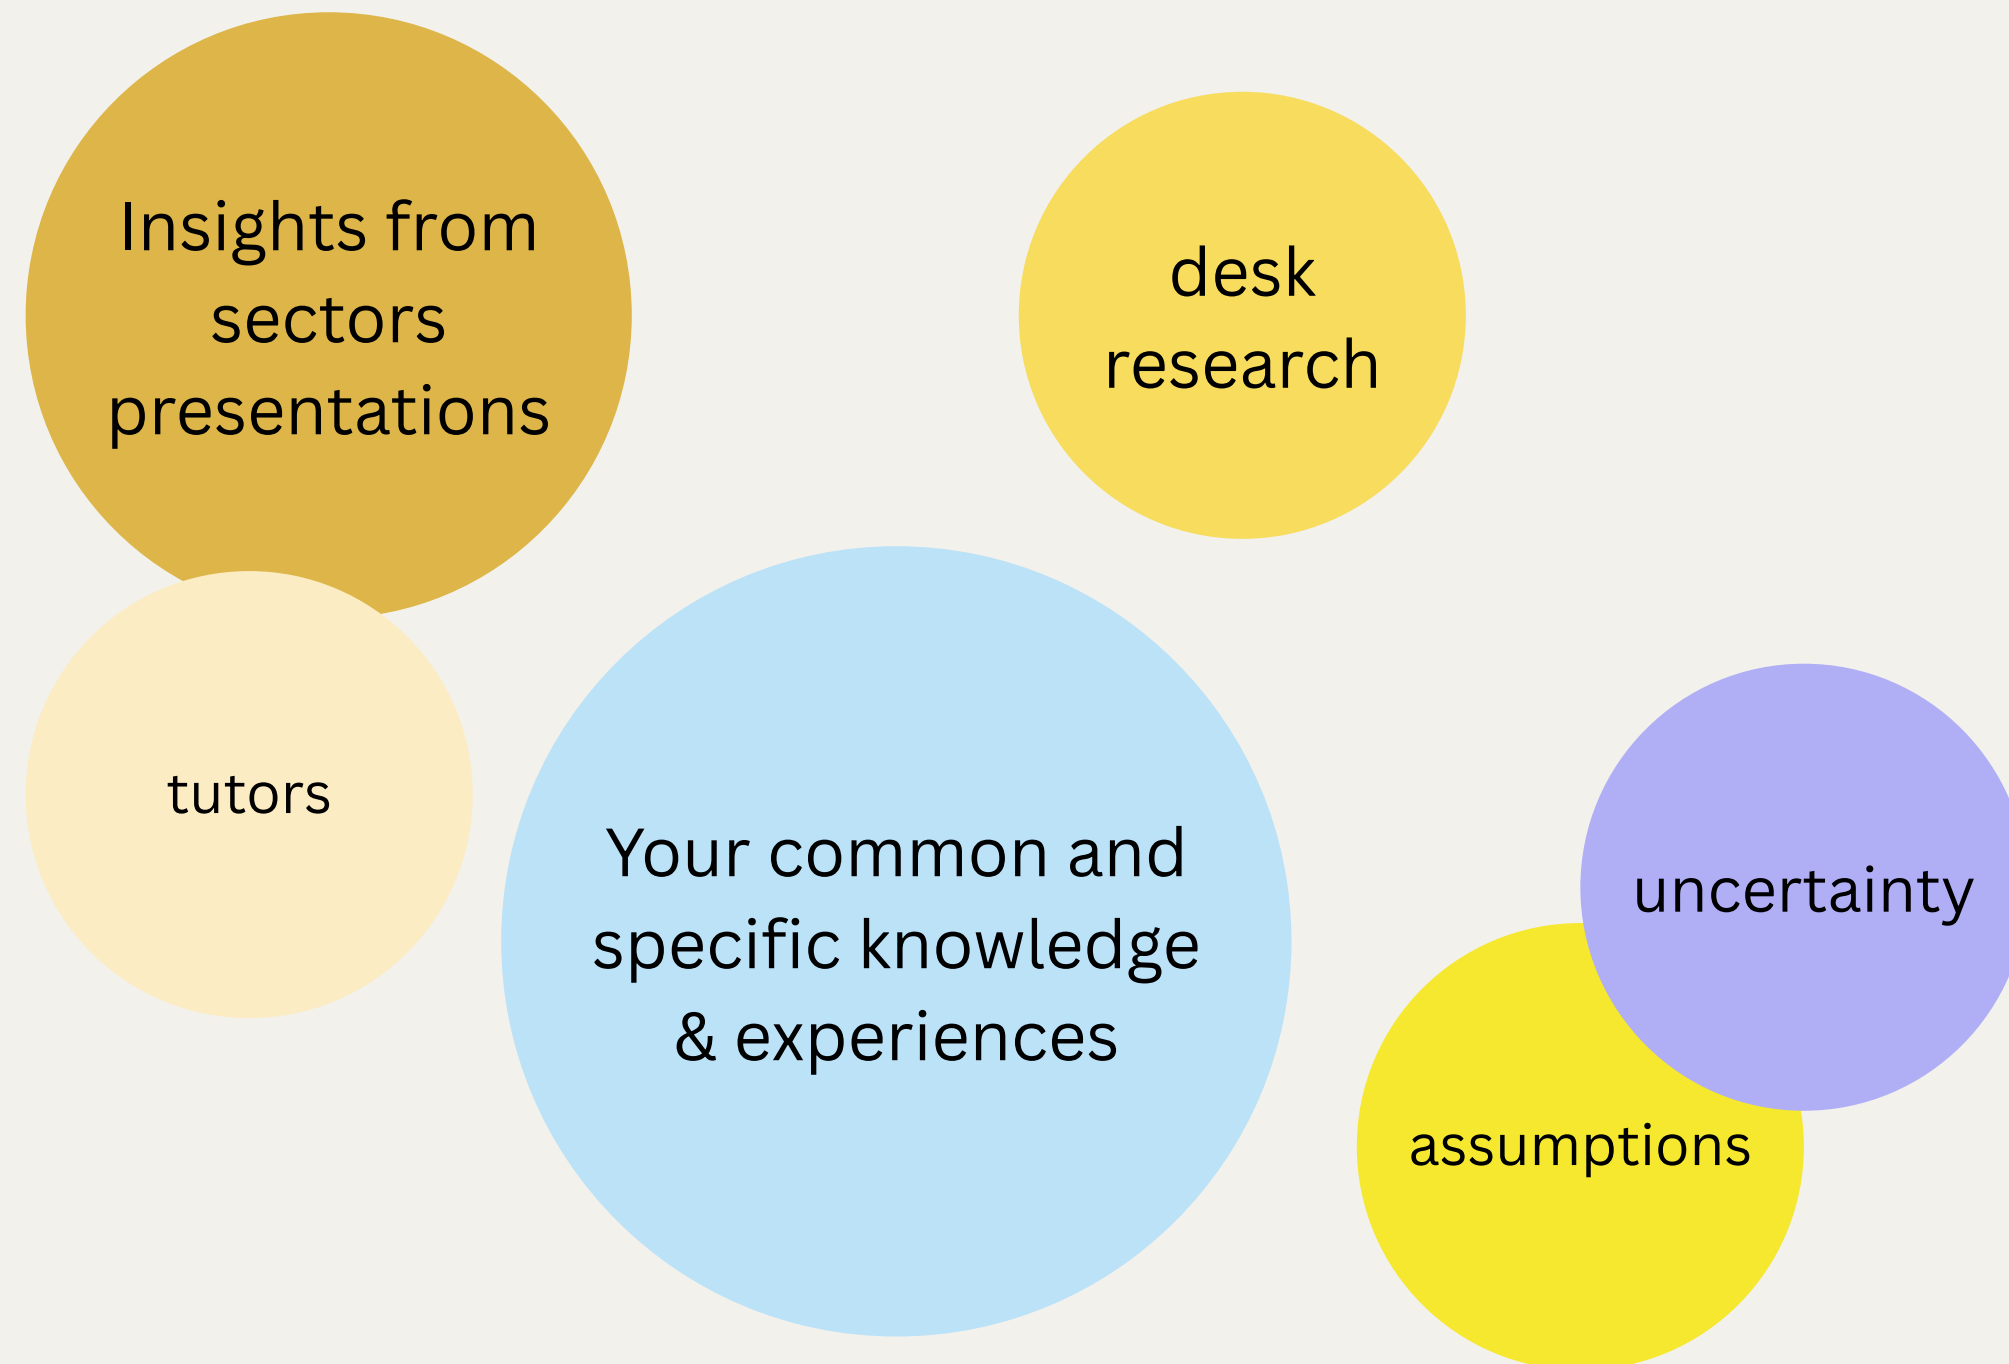 Insights from
sectors
presentations
desk
research
tutors
Your common and
specific knowledge
& experiences
uncertainty
assumptions